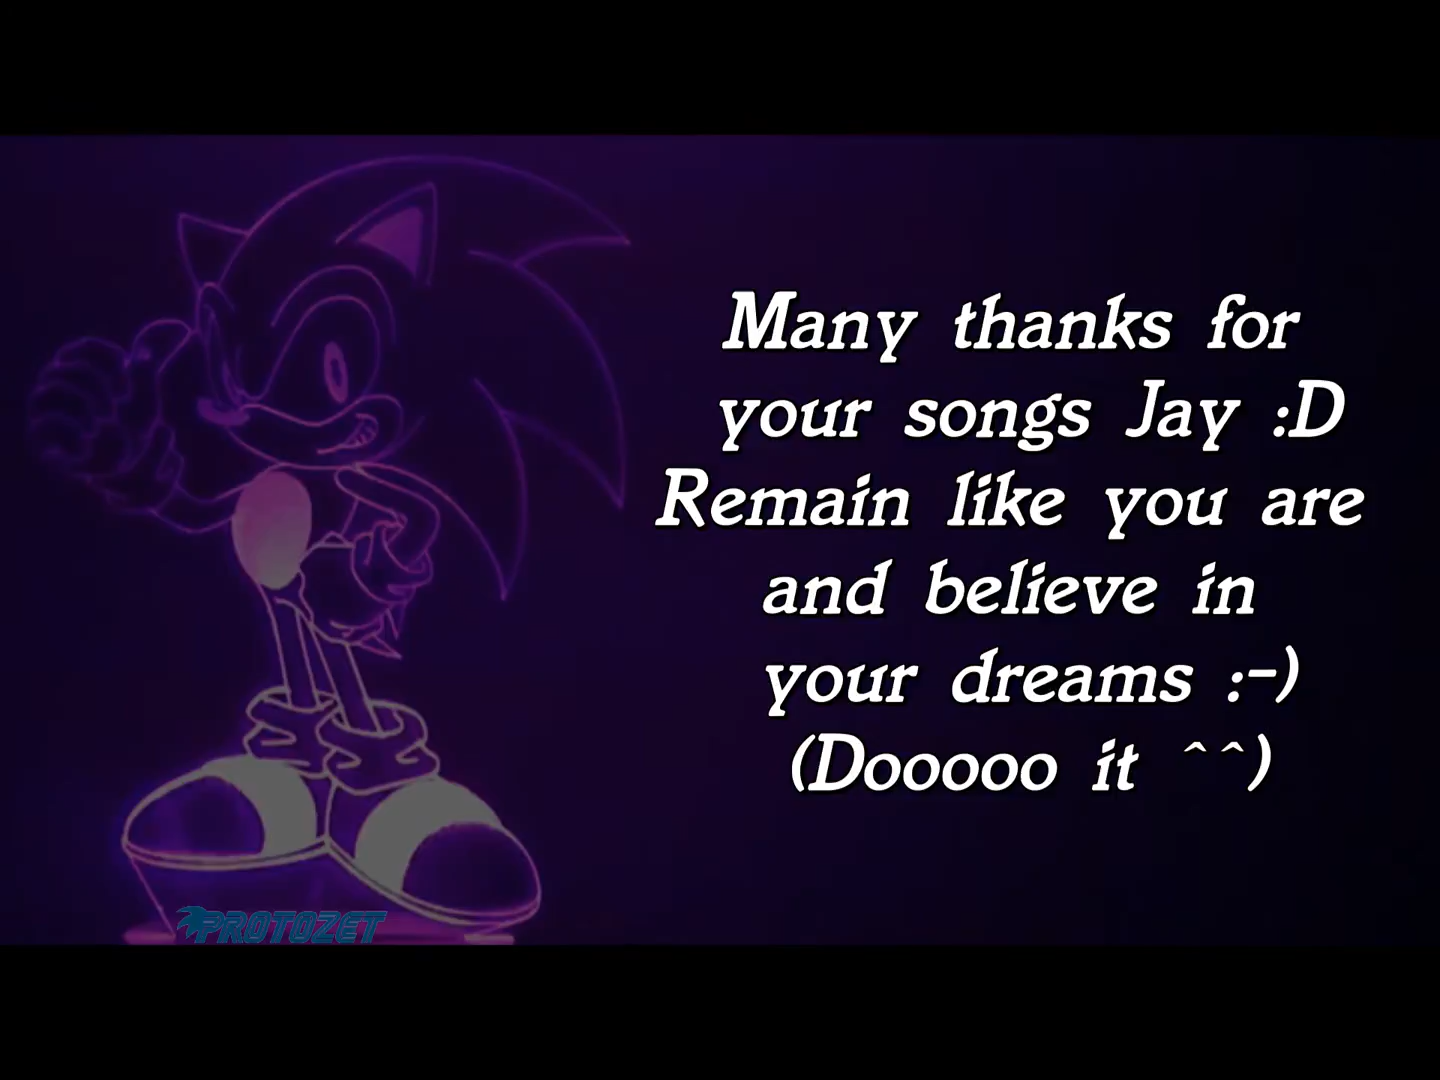 Many thanks for
your songs Jay :D
Remain like you are
and believe in
your dreams :-)
(Dooooo it ^^)
PROTOZET